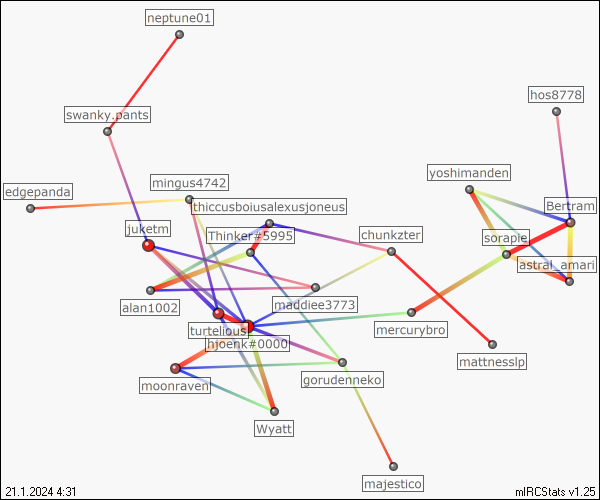 neptune01
hos8778
swanky.pants
yoshimanden
mingus4742
edgepanda
thiccusboiusalexusjoneus
Bertram
juketm
Thinker#5995
chunkzter
sorapie
astral_amari
alan1002
maddiee3773
turtelious
mercurybro
hjoenk#0000
mattnesslp
moonraven
gorudenneko
Wyatt
majestico
21.1.2024 4:31
mIRCStats v1.25